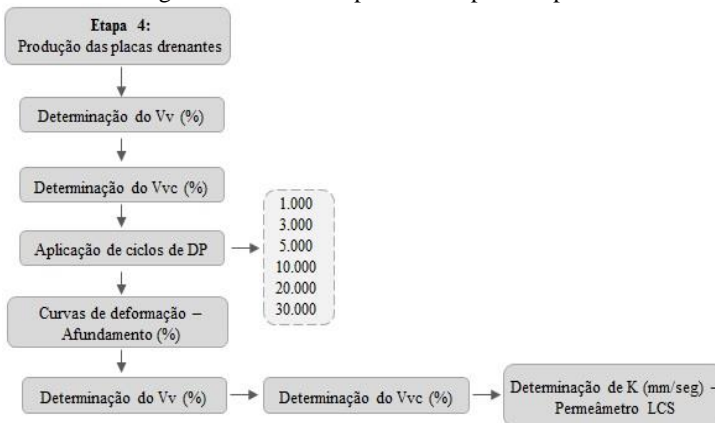 Etapa 4:
Produção das placas drenantes
Determinação do Vv (%)
Determinação do Vvc (%)
Aplicação de ciclos de DP
1.000
3.000
5.000
10.000
20.000
30.000
Curvas de deformação –
Afundamento (%)
Determinação do Vv (%)
Determinação do Vvc (%)
Determinação de K (mm/seg) –
Permeâmetro LCS